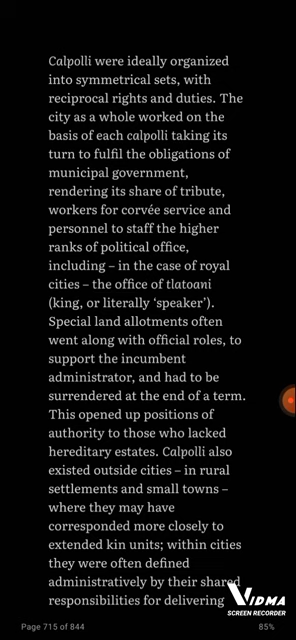 Calpolli were ideally organized
into symmetrical sets, with
reciprocal rights and duties. The
city as a whole worked on the
basis of each calpolli taking its
turn to fulfil the obligations of
municipal government,
rendering its share of tribute,
workers for corvée service and
personnel to staff the higher
ranks of political office,
including – in the case of royal
cities – the office of tlatoani
(king, or literally ‘speaker’).
Special land allotments often
went along with official roles, to
support the incumbent
administrator, and had to be
surrendered at the end of a term.
This opened up positions of
authority to those who lacked
hereditary estates. Calpolli also
existed outside cities – in rural
settlements and small towns –
where they may have
corresponded more closely to
extended kin units; within cities
they were often defined
administratively by their shared
responsibilities for delivering
VIDMA
SCREEN RECORDER
Page 715 of 844
85%